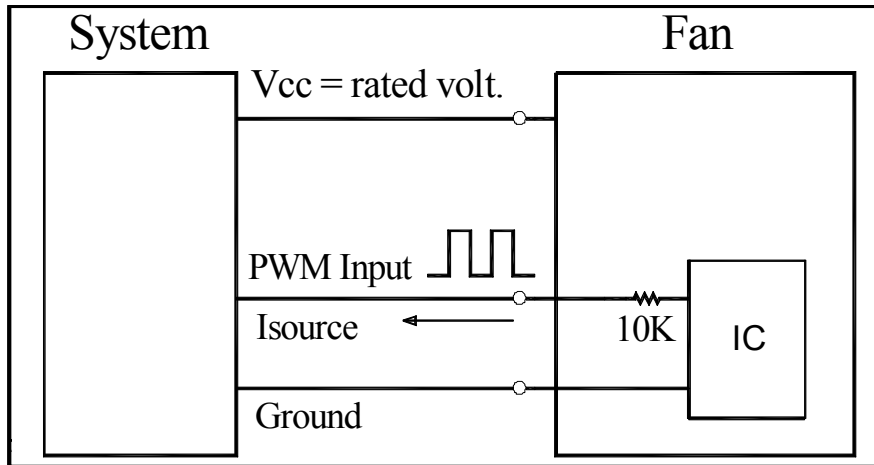 System
Fan
Vcc = rated volt.
PWM Input
Isource
10K
IC
Ground